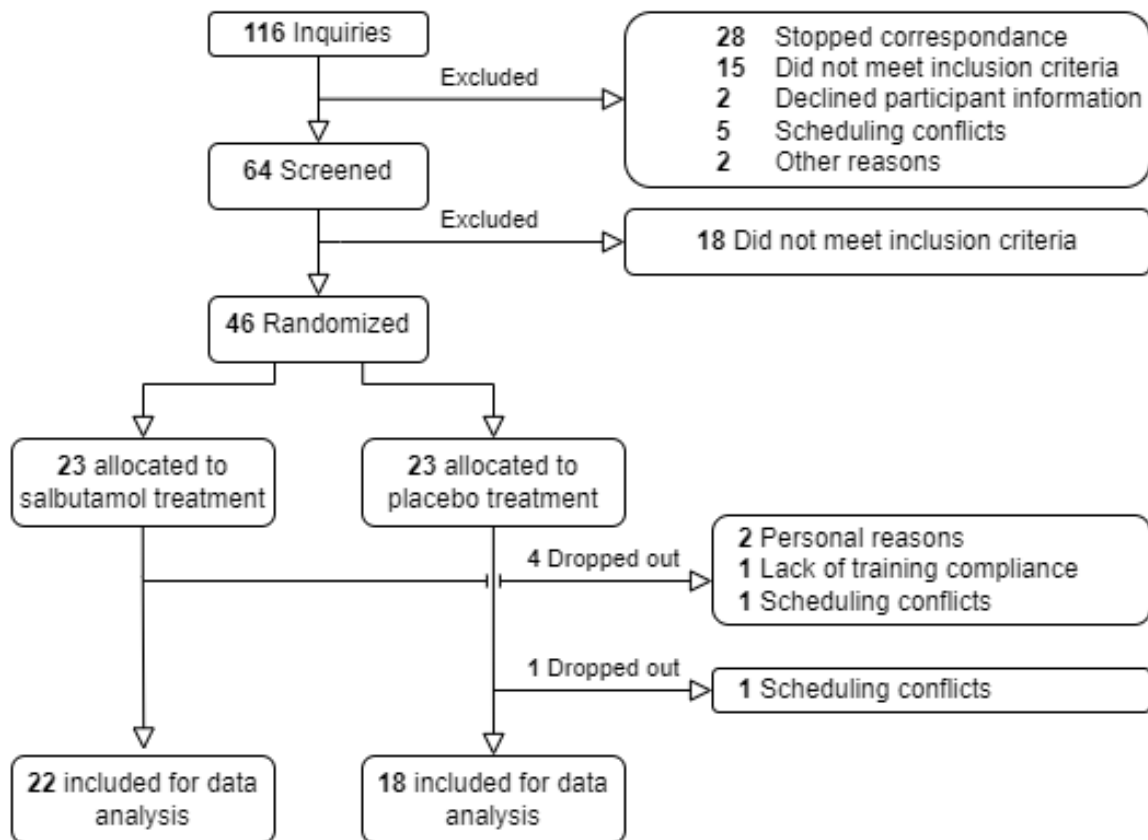 116 Inquiries
Excluded
28 Stopped correspondance
15 Did not meet inclusion criteria
2 Declined participant information
5 Scheduling conflicts
2 Other reasons
64 Screened
Excluded
18 Did not meet inclusion criteria
46 Randomized
23 allocated to
salbutamol treatment
23 allocated to
placebo treatment
4 Dropped out
2 Personal reasons
1 Lack of training compliance
1 Scheduling conflicts
1 Dropped out
1 Scheduling conflicts
22 included for data
analysis
18 included for data
analysis